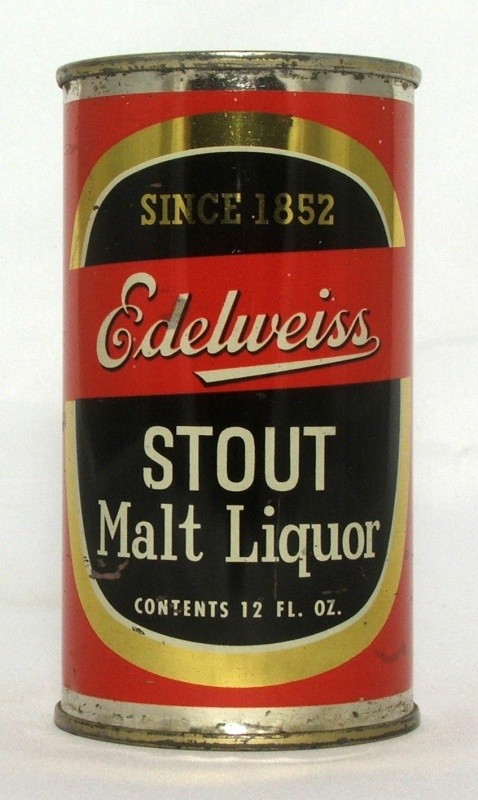 SINCE 1852
Edelweiss
STOUT
Malt Liquor
CONTENTS 12 FL. OZ.